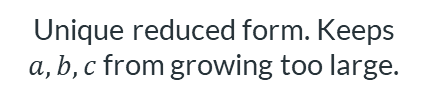 Unique reduced form. Keeps
a, b, c from growing too large.